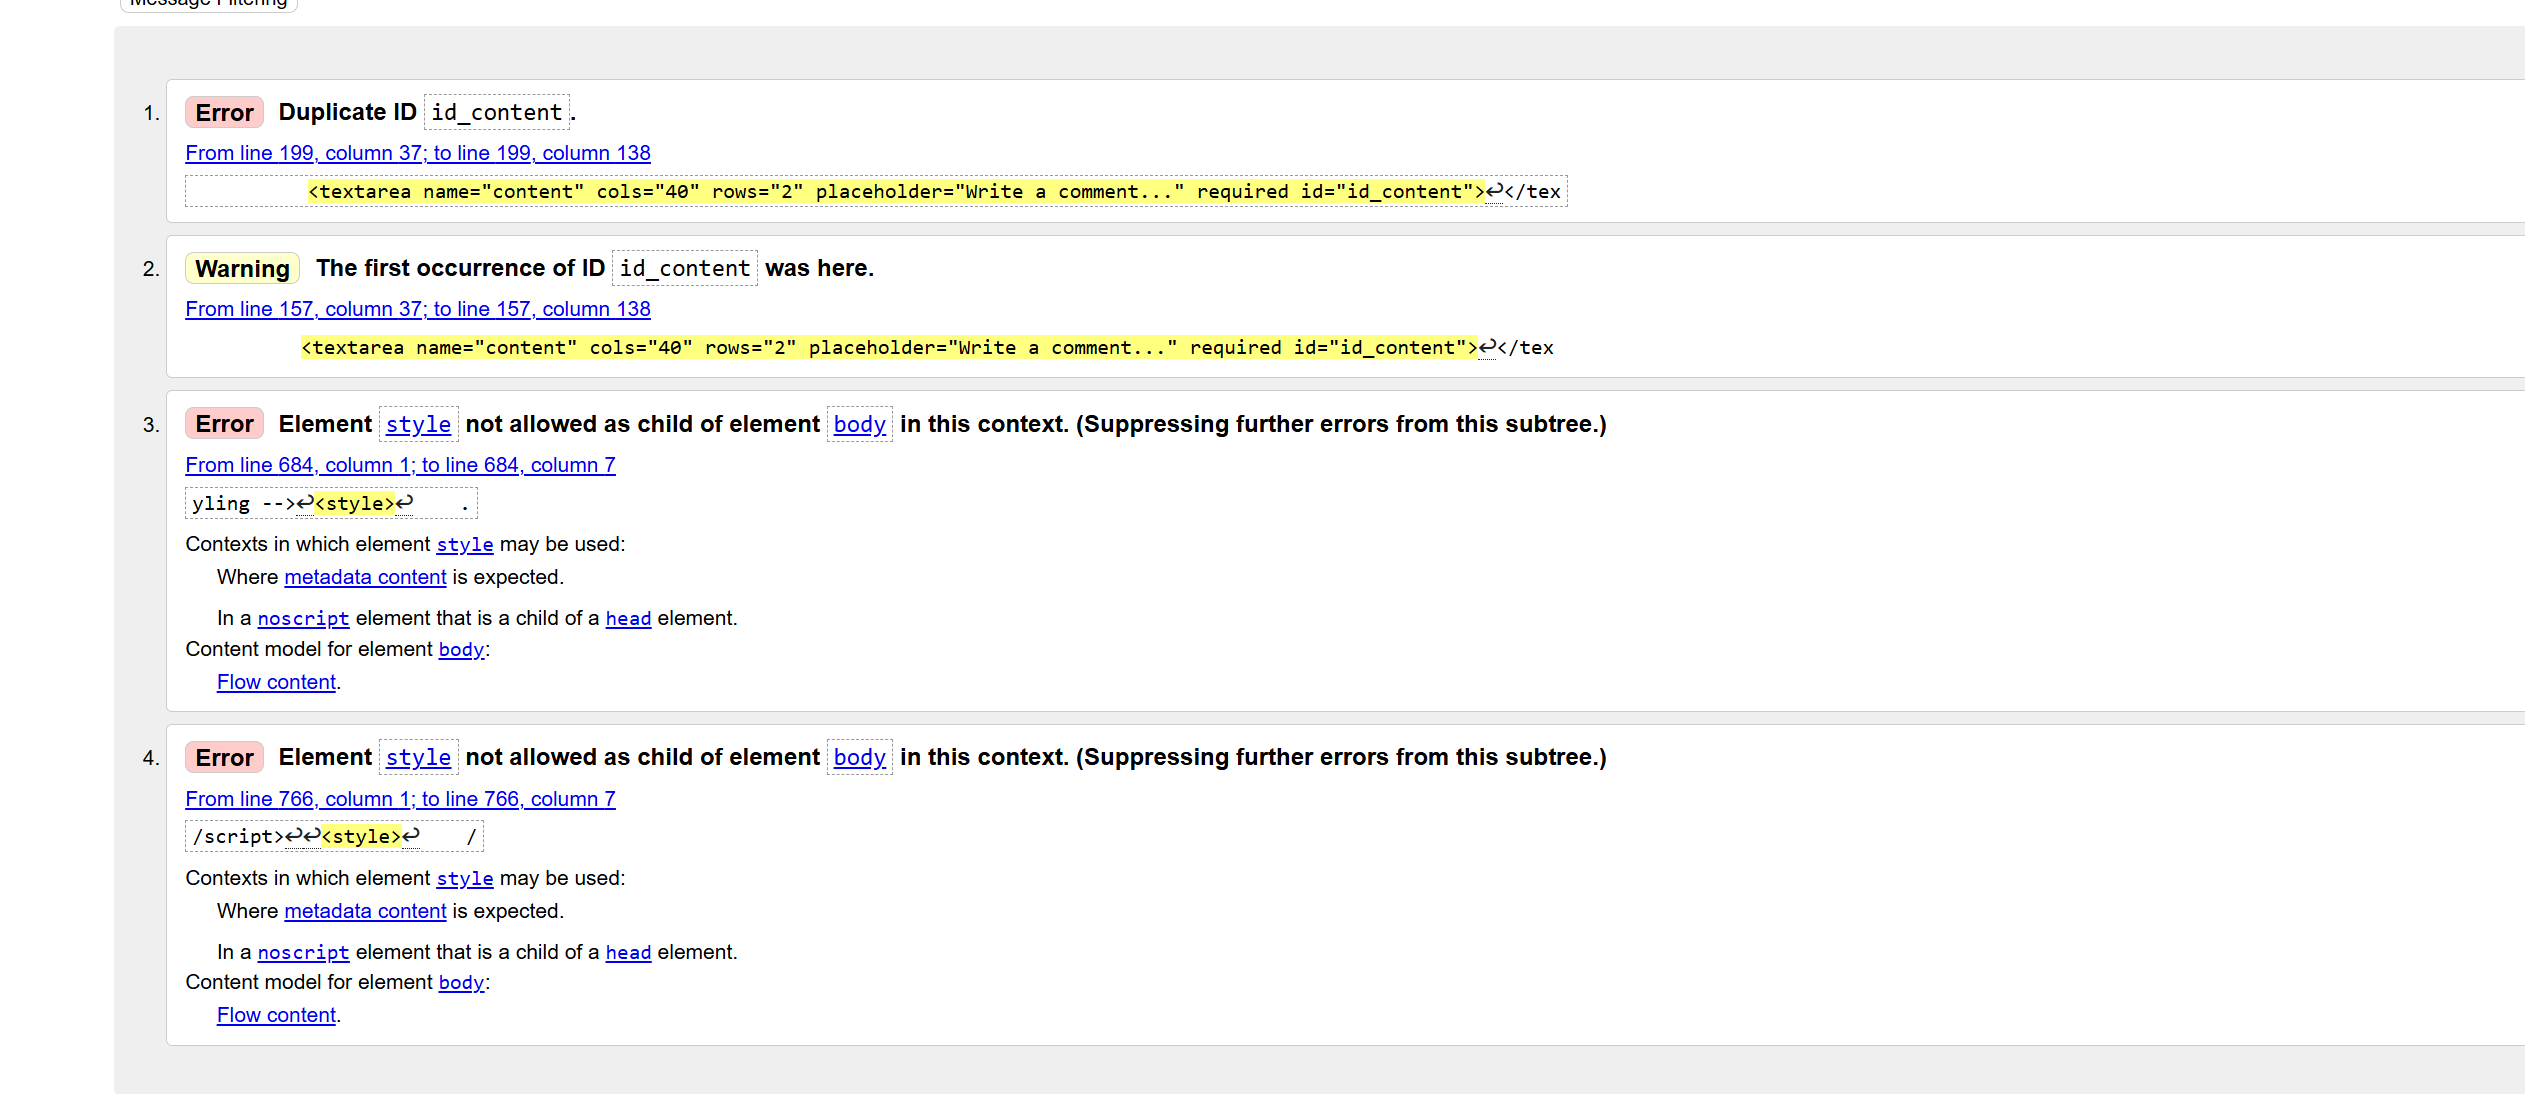 Message Filtering
1. Error Duplicate ID id_content.
From line 199, column 37; to line 199, column 138
<textarea name="content" cols="40" rows="2" placeholder="Write a comment..." required id="id_content">↩</tex
2. Warning The first occurrence of ID id_content was here.
From line 157, column 37; to line 157, column 138
<textarea name="content" cols="40" rows="2" placeholder="Write a comment..." required id="id_content">↩</tex
3. Error Element style not allowed as child of element body in this context. (Suppressing further errors from this subtree.)
From line 684, column 1; to line 684, column 7
yling -->↩<style>↩    .
Contexts in which element style may be used:
Where metadata content is expected.
In a noscript element that is a child of a head element.
Content model for element body:
Flow content.
4. Error Element style not allowed as child of element body in this context. (Suppressing further errors from this subtree.)
From line 766, column 1; to line 766, column 7
/script>↩↩<style>↩    /
Contexts in which element style may be used:
Where metadata content is expected.
In a noscript element that is a child of a head element.
Content model for element body:
Flow content.